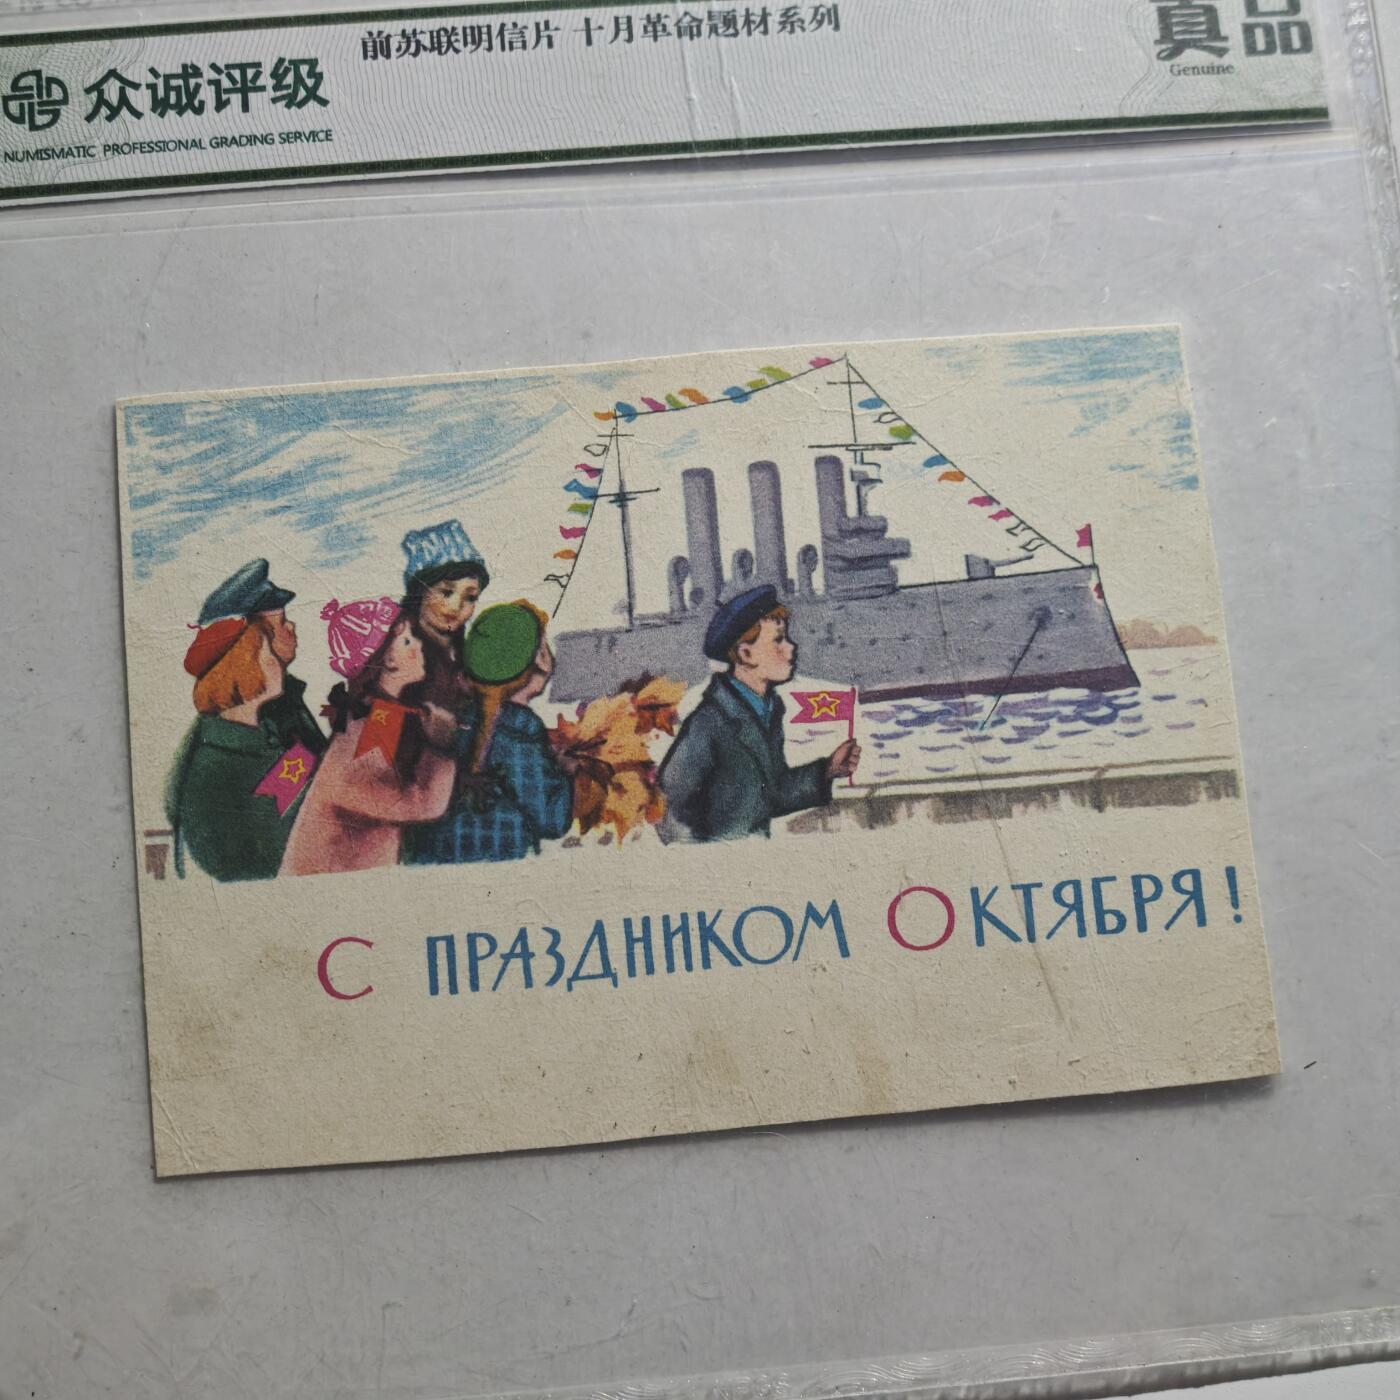 前苏联明信片 十月革命题材系列
众诚评级
NUMISMATIC PROFESSIONAL GRADING SERVICE
真品
Genuine
С ПРАЗДНИКОМ ОКТЯБРЯ!